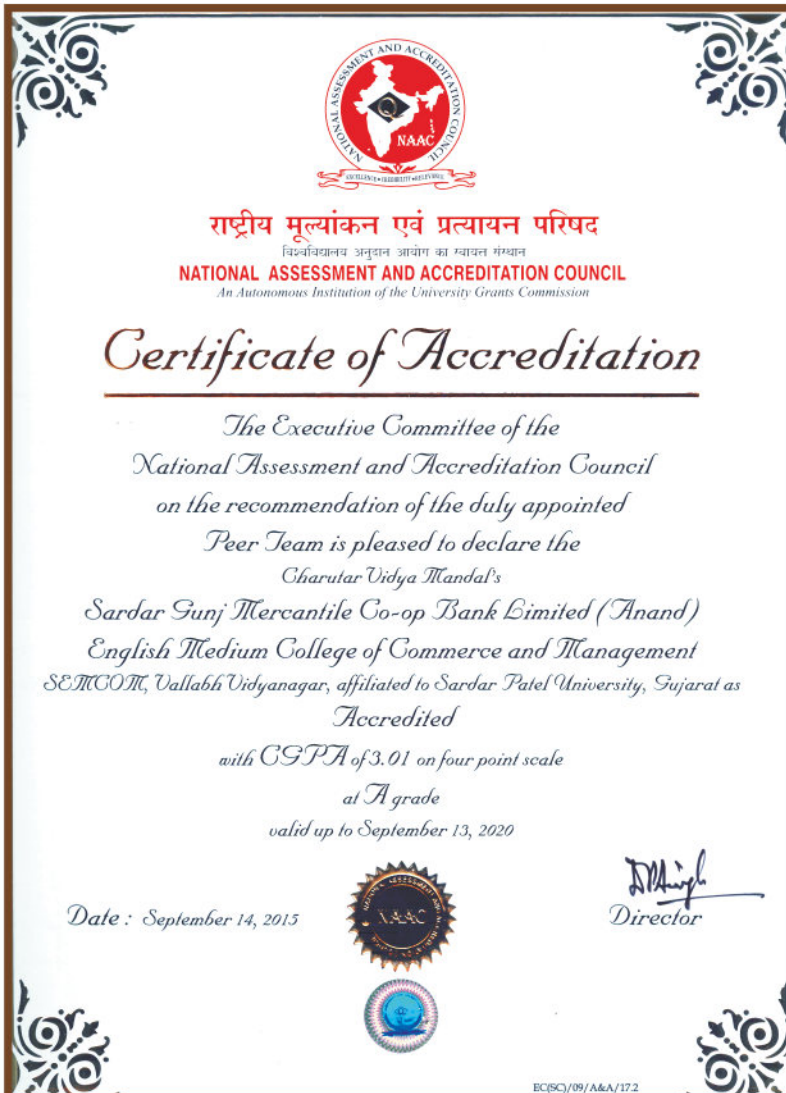 NATIONAL ASSESSMENT AND ACCREDITATION COUNCIL
Q
NAAC
EXCELLENCE • CREDIBILITY • RELEVANCE
राष्ट्रीय मूल्यांकन एवं प्रत्यायन परिषद
विश्वविद्यालय अनुदान आयोग का स्वायत्त संस्थान
NATIONAL ASSESSMENT AND ACCREDITATION COUNCIL
An Autonomous Institution of the University Grants Commission
Certificate of Accreditation
The Executive Committee of the
National Assessment and Accreditation Council
on the recommendation of the duly appointed
Peer Team is pleased to declare the
Charutar Vidya Mandal's
Sardar Gunj Mercantile Co-op Bank Limited (Anand)
English Medium College of Commerce and Management
SEMCOM, Vallabh Vidyanagar, affiliated to Sardar Patel University, Gujarat as
Accredited
with CGPA of 3.01 on four point scale
at A grade
valid up to September 13, 2020
Date : September 14, 2015
NAAC
Director
EC(SC)/09/A&A/17.2